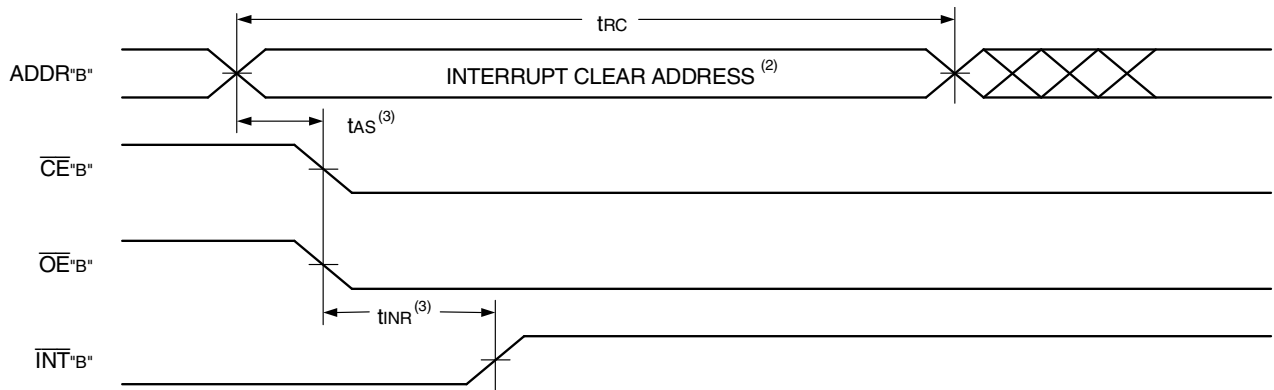 tRC
ADDR"B"
INTERRUPT CLEAR ADDRESS (2)
tAS(3)
CE"B"
OE"B"
tINR(3)
INT"B"